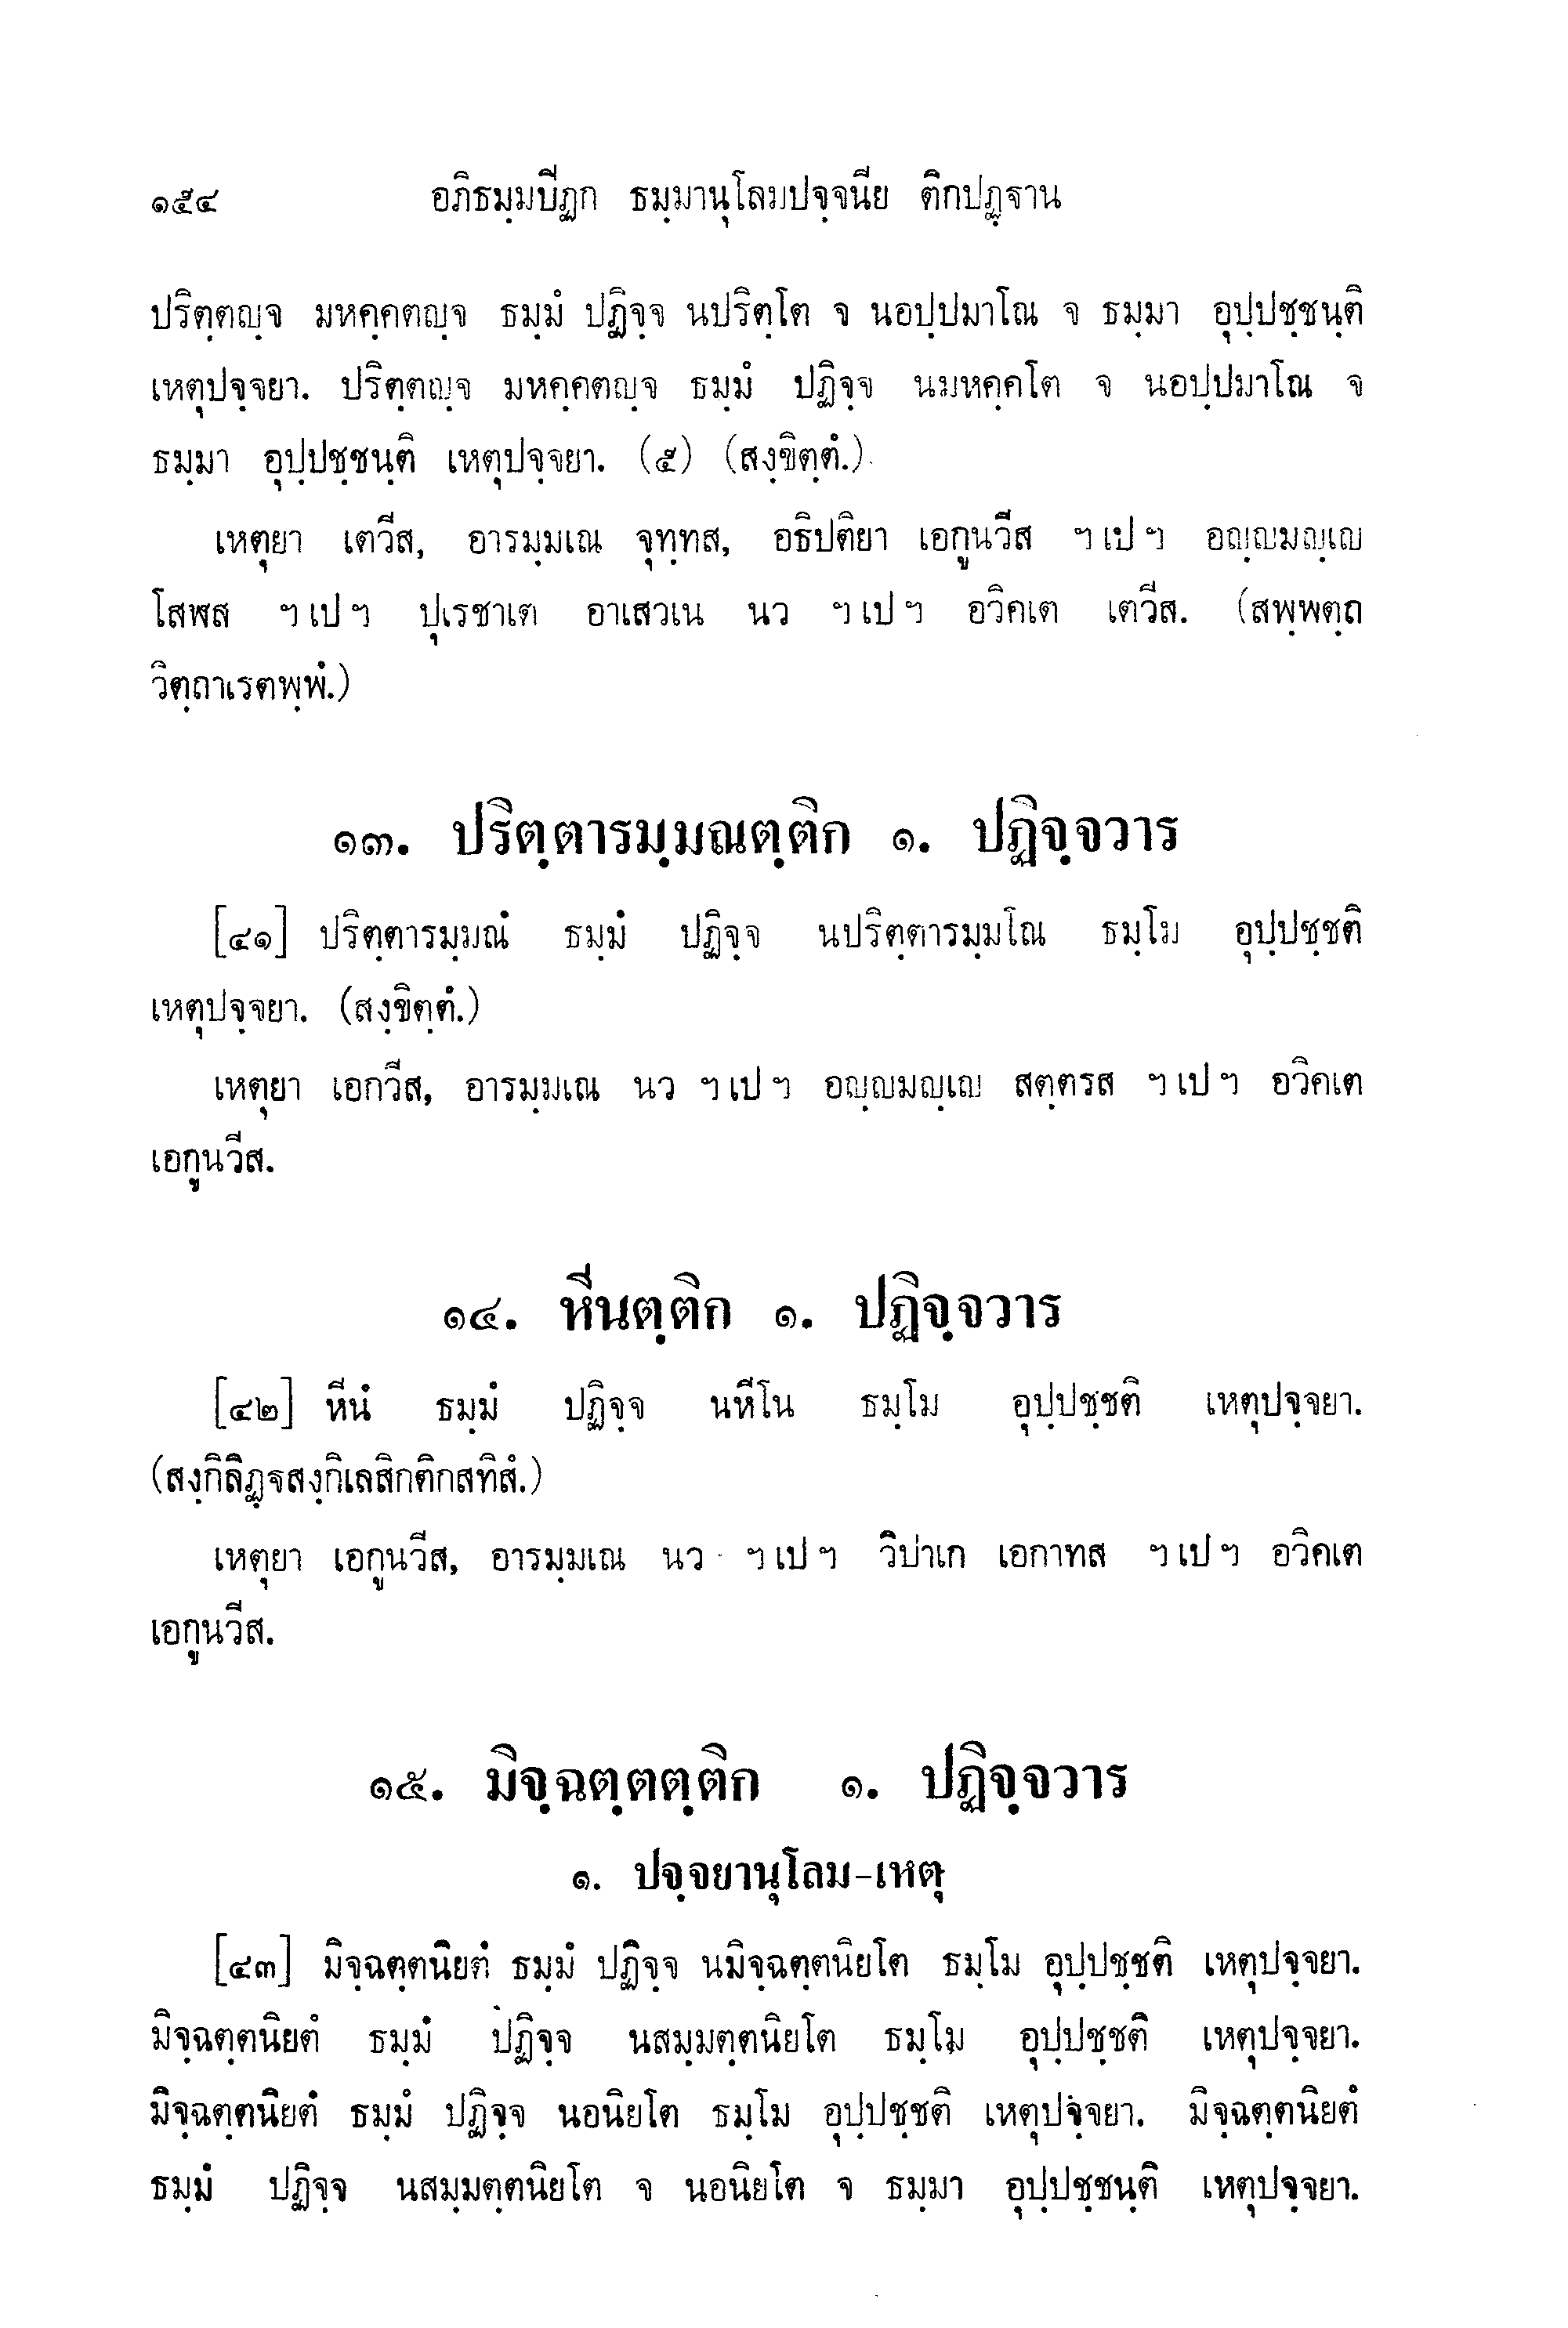 ๑๕๔ อภิธมฺมปีฏก ธมฺมานุโลมปจฺจนีย ติกปฏฺฐาน
ปริตฺตญฺจ มหคฺคตญฺจ ธมฺมํ ปฏิจฺจ นปริตฺโต จ นอปฺปมาโณ จ ธมฺมา อุปฺปชฺชนฺติ
เหตุปจฺจยา. ปริตฺตญฺจ มหคฺคตญฺจ ธมฺมํ ปฏิจฺจ นมหคฺคโต จ นอปฺปมาโณ จ
ธมฺมา อุปฺปชฺชนฺติ เหตุปจฺจยา. (๕) (สงฺขิตฺตํ.)
เหตุยา เตวีส, อารมฺมเณ จุทฺทส, อธิปติยา เอกูนวีส ฯ เป ฯ อญฺญมญฺเญ
โสฬส ฯ เป ฯ ปุเรชาเต อาเสวเน นว ฯ เป ฯ อวิคเต เตวีส. (สพฺพตฺถ
วิตฺถาเรตพฺพํ.)
๑๓. ปริตฺตารมฺมณตฺติก ๑. ปฏิจฺจวาร
[๔๑] ปริตฺตารมฺมณํ ธมฺมํ ปฏิจฺจ นปริตฺตารมฺมโณ ธมฺโม อุปฺปชฺชติ
เหตุปจฺจยา. (สงฺขิตฺตํ.)
เหตุยา เอกวีส, อารมฺมเณ นว ฯ เป ฯ อญฺญมญฺเญ สตฺตรส ฯ เป ฯ อวิคเต
เอกูนวีส.
๑๔. หีนตฺติก ๑. ปฏิจฺจวาร
[๔๒] หีนํ ธมฺมํ ปฏิจฺจ นหีโน ธมฺโม อุปฺปชฺชติ เหตุปจฺจยา.
(สงฺกิลิฏฺฐสงฺกิเลสิกติกสทิสํ.)
เหตุยา เอกูนวีส, อารมฺมเณ นว ฯ เป ฯ วิปาเก เอกาทส ฯ เป ฯ อวิคเต
เอกูนวีส.
๑๕. มิจฺฉตฺตตฺติก ๑. ปฏิจฺจวาร
๑. ปจฺจยานุโลม-เหตุ
[๔๓] มิจฺฉตฺตนิยตํ ธมฺมํ ปฏิจฺจ นมิจฺฉตฺตนิยโต ธมฺโม อุปฺปชฺชติ เหตุปจฺจยา.
มิจฺฉตฺตนิยตํ ธมฺมํ ปฏิจฺจ นสมฺมตฺตนิยโต ธมฺโม อุปฺปชฺชติ เหตุปจฺจยา.
มิจฺฉตฺตนิยตํ ธมฺมํ ปฏิจฺจ นอนิยโต ธมฺโม อุปฺปชฺชติ เหตุปจฺจยา. มิจฺฉตฺตนิยตํ
ธมฺมํ ปฏิจฺจ นสมฺมตฺตนิยโต จ นอนิยโต จ ธมฺมา อุปฺปชฺชนฺติ เหตุปจฺจยา.